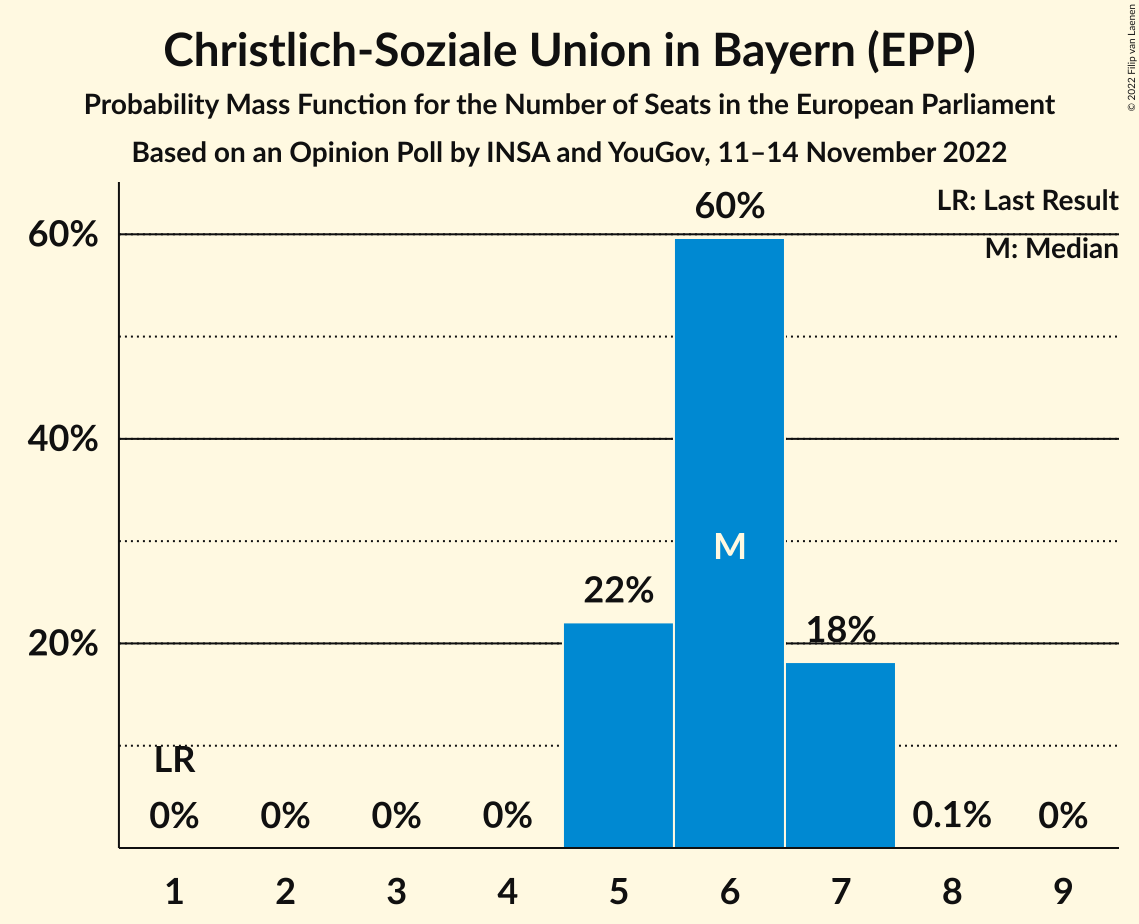 Christlich-Soziale Union in Bayern (EPP)
Probability Mass Function for the Number of Seats in the European Parliament
Based on an Opinion Poll by INSA and YouGov, 11–14 November 2022
© 2022 Filip van Laenen
LR: Last Result
M: Median
60%
40%
20%
LR
0%
0%
0%
0%
22%
60%
M
18%
0.1%
0%
1 2 3 4 5 6 7 8 9